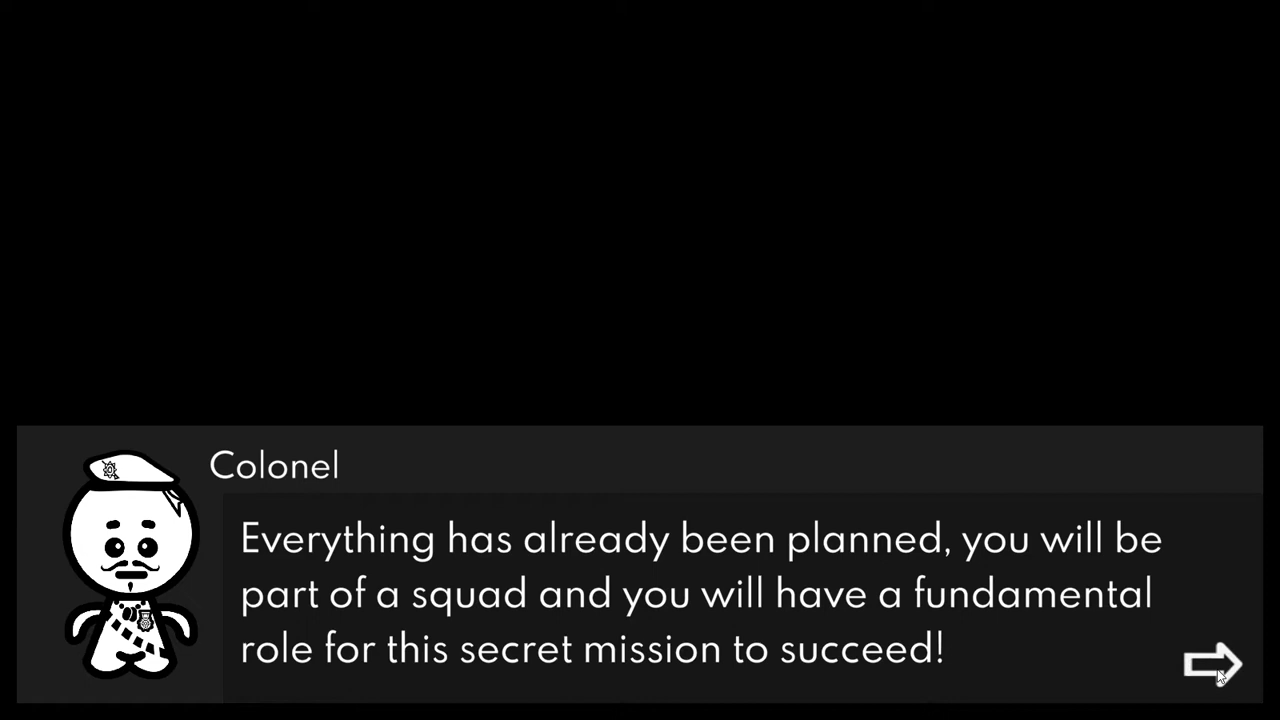 Colonel
Everything has already been planned, you will be
part of a squad and you will have a fundamental
role for this secret mission to succeed!